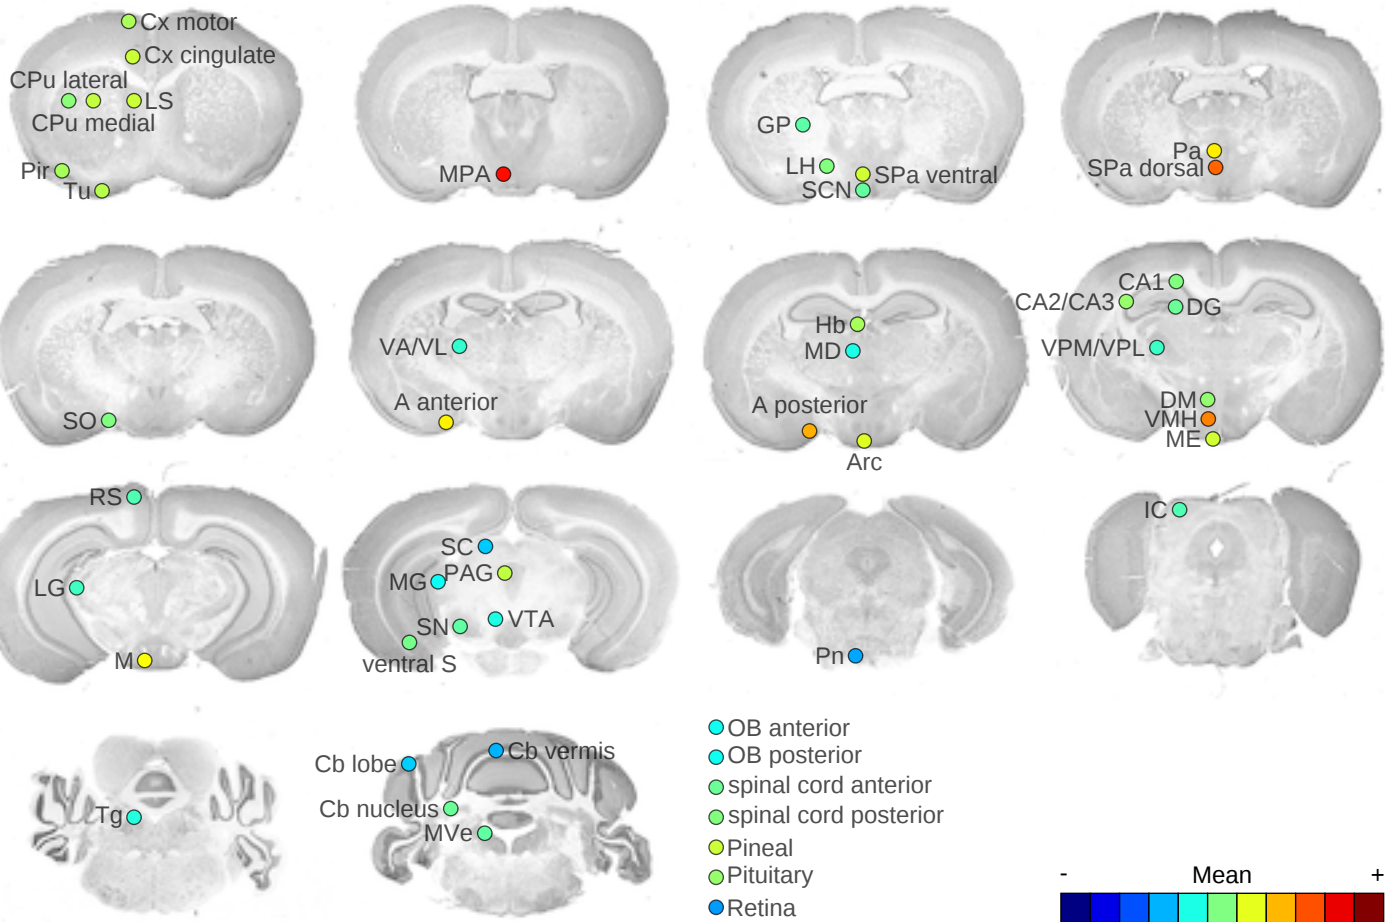 Cx motor
Cx cingulate
CPu lateral
LS
CPu medial
Pir
Tu
MPA
GP
LH
SPa ventral
SCN
Pa
SPa dorsal
SO
VA/VL
A anterior
Hb
MD
A posterior
Arc
CA1
CA2/CA3
DG
VPM/VPL
DM
VMH
ME
RS
LG
M
SC
MG
PAG
SN
VTA
ventral S
Pn
IC
Tg
Cb lobe
Cb vermis
Cb nucleus
MVe
OB anterior
OB posterior
spinal cord anterior
spinal cord posterior
Pineal
Pituitary
Retina
- Mean +